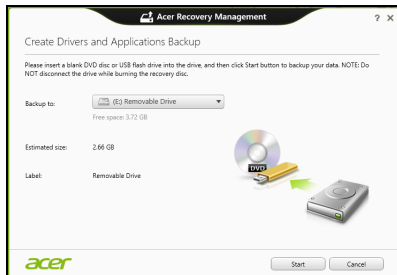 Acer Recovery Management
? X
Create Drivers and Applications Backup
Please insert a blank DVD disc or USB flash drive into the drive, and then click Start button to backup your data. NOTE: Do
NOT disconnect the drive while burning the recovery disc.
Backup to: (E:) Removable Drive
Free space: 3.72 GB
Estimated size: 2.66 GB
DVD
Label: Removable Drive
acer Start Cancel